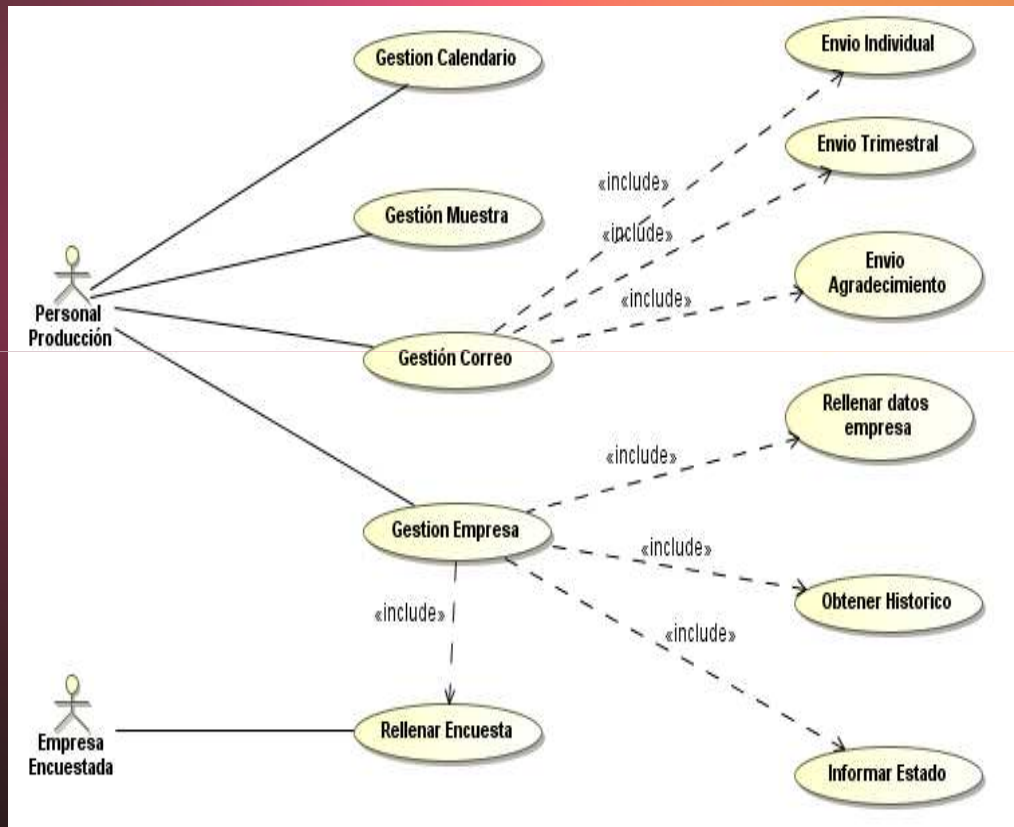 Gestion Calendario
Envio Individual
Envio Trimestral
«include»
Gestión Muestra
«include»
Envio
Agradecimiento
«include»
Personal
Producción
Gestión Correo
Rellenar datos
empresa
«include»
Gestion Empresa
«include»
Obtener Historico
«include»
«include»
Rellenar Encuesta
Empresa
Encuestada
Informar Estado